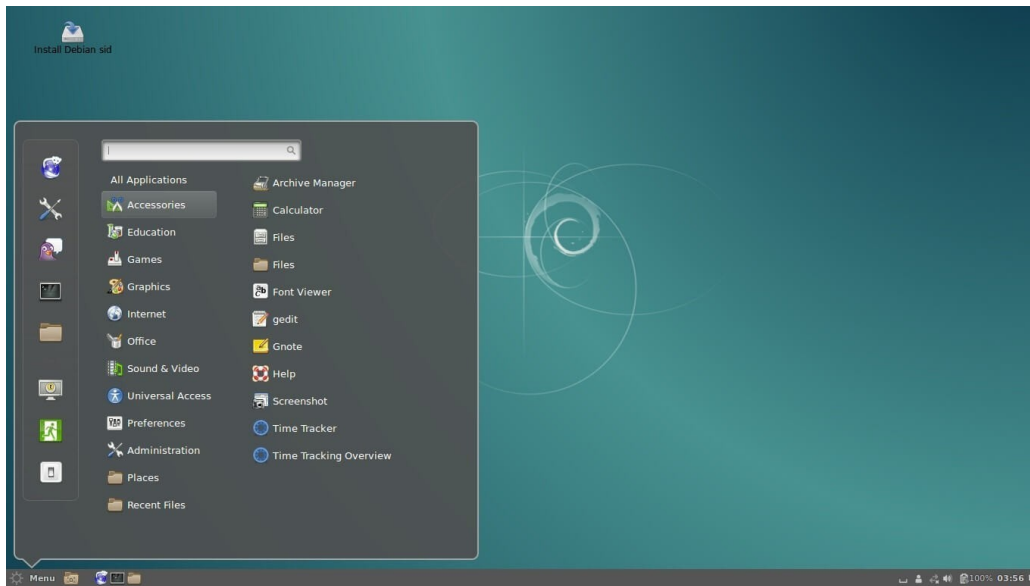 Install Debian sid
All Applications
Accessories
Education
Games
Graphics
Internet
Office
Sound & Video
Universal Access
Preferences
Administration
Places
Recent Files
Archive Manager
Calculator
Files
Files
Font Viewer
gedit
Gnote
Help
Screenshot
Time Tracker
Time Tracking Overview
Menu
100% 03:56